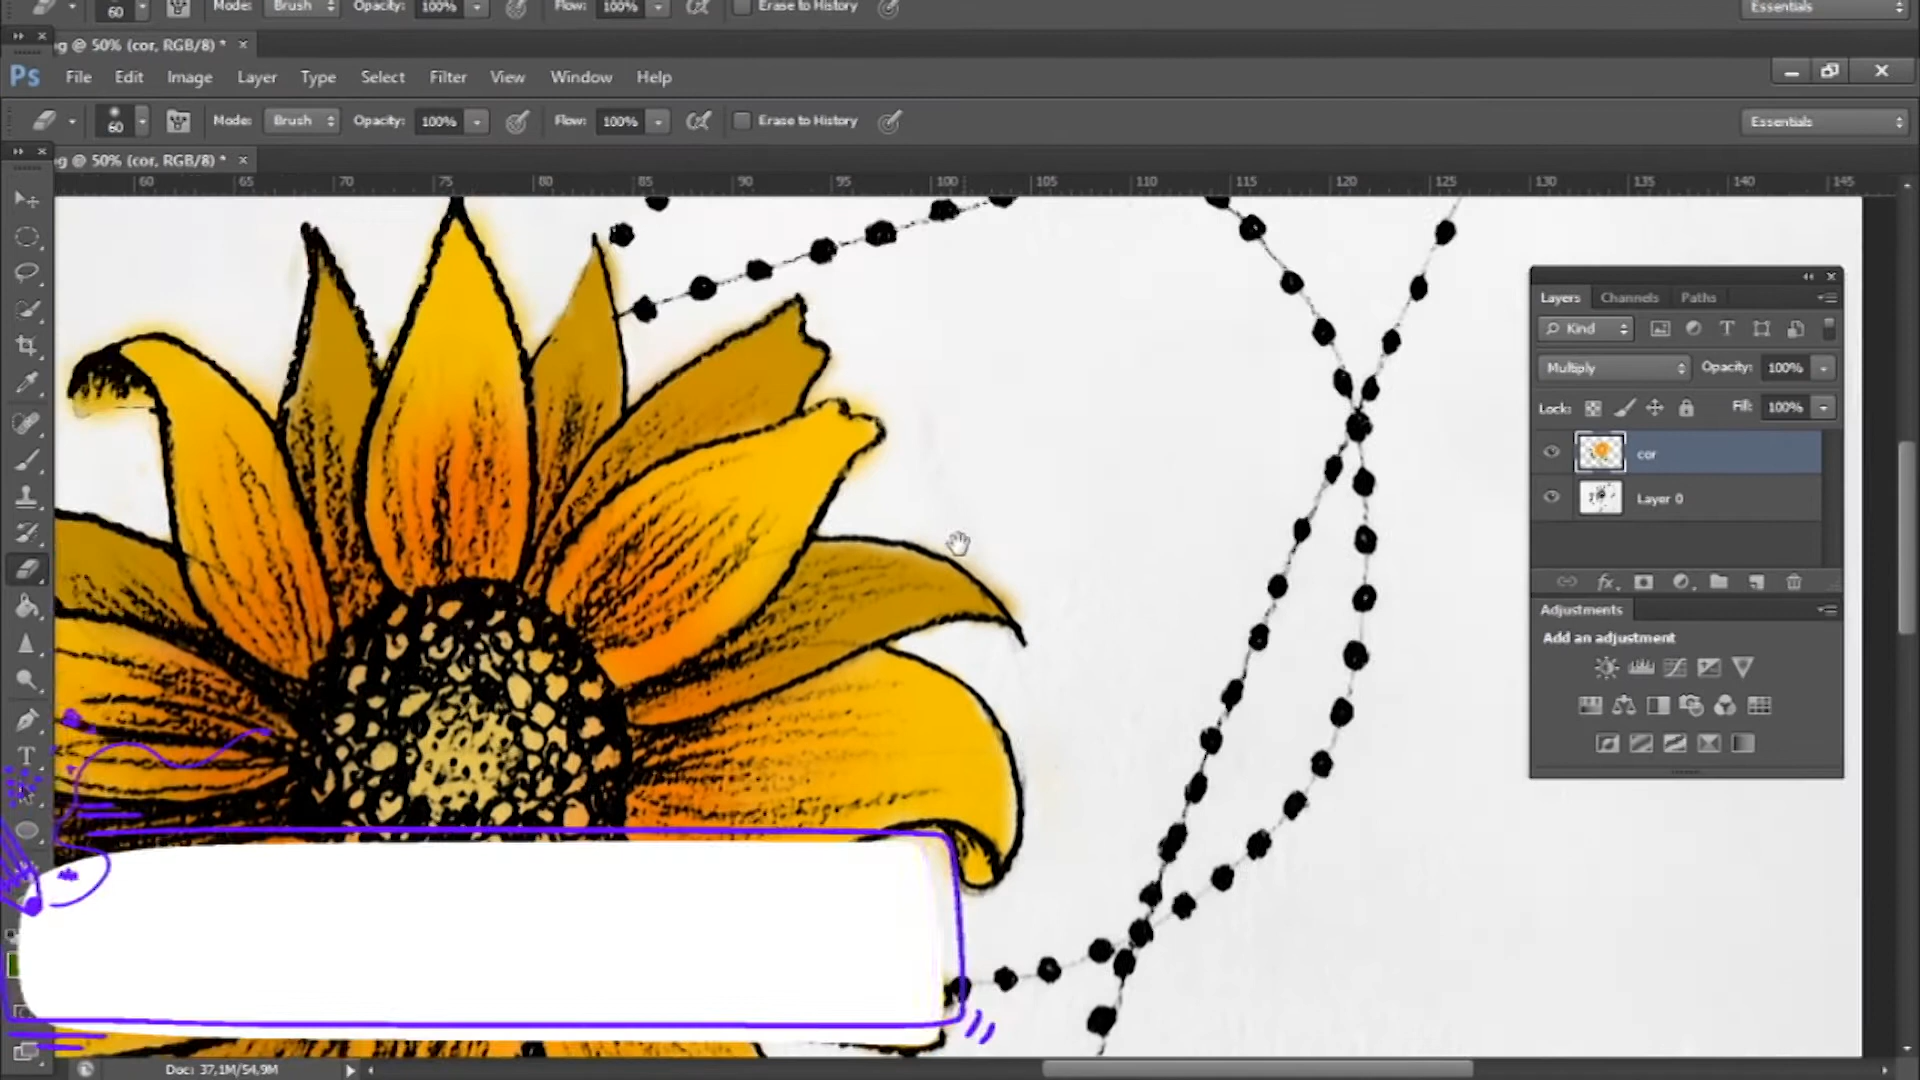 60 Mode: Brush Opacity: 100% Flow: 100% Erase to History Essentials
g @ 50% (cor, RGB/8) * ×
Ps File Edit Image Layer Type Select Filter View Window Help
60 Mode: Brush Opacity: 100% Flow: 100% Erase to History Essentials
g @ 50% (cor, RGB/8) * ×
60 65 70 75 80 85 90 95 100 105 110 115 120 125 130 135 140 145
Layers Channels Paths
Kind
Multiply Opacity: 100%
Lock: Fill: 100%
cor
Layer 0
fx
Adjustments
Add an adjustment
Doc: 37,1M/54,9M